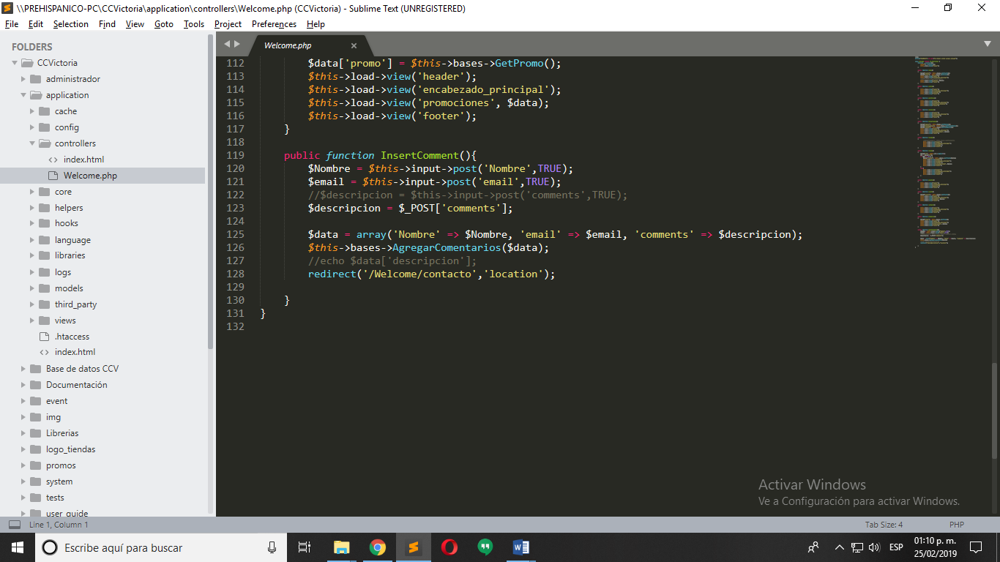 \\PREHISPANICO-PC\CCVictoria\application\controllers\Welcome.php (CCVictoria) - Sublime Text (UNREGISTERED)
File Edit Selection Find View Goto Tools Project Preferences Help
FOLDERS
CCVictoria
administrador
application
cache
config
controllers
index.html
Welcome.php
core
helpers
hooks
language
libraries
logs
models
third_party
views
.htaccess
index.html
Base de datos CCV
Documentación
event
img
Librerias
logo_tiendas
promos
system
tests
user_guide
Welcome.php
112 $data['promo'] = $this->bases->GetPromo();
113 $this->load->view('header');
114 $this->load->view('encabezado_principal');
115 $this->load->view('promociones', $data);
116 $this->load->view('footer');
117 }
118
119 public function InsertComment(){
120 $Nombre = $this->input->post('Nombre',TRUE);
121 $email = $this->input->post('email',TRUE);
122 //$descripcion = $this->input->post('comments',TRUE);
123 $descripcion = $_POST['comments'];
124
125 $data = array('Nombre' => $Nombre, 'email' => $email, 'comments' => $descripcion);
126 $this->bases->AgregarComentarios($data);
127 //echo $data['descripcion'];
128 redirect('/Welcome/contacto','location');
129
130 }
131 }
132
Activar Windows
Ve a Configuración para activar Windows.
Line 1, Column 1 Tab Size: 4 PHP
Escribe aquí para buscar
ESP
01:10 p. m.
25/02/2019